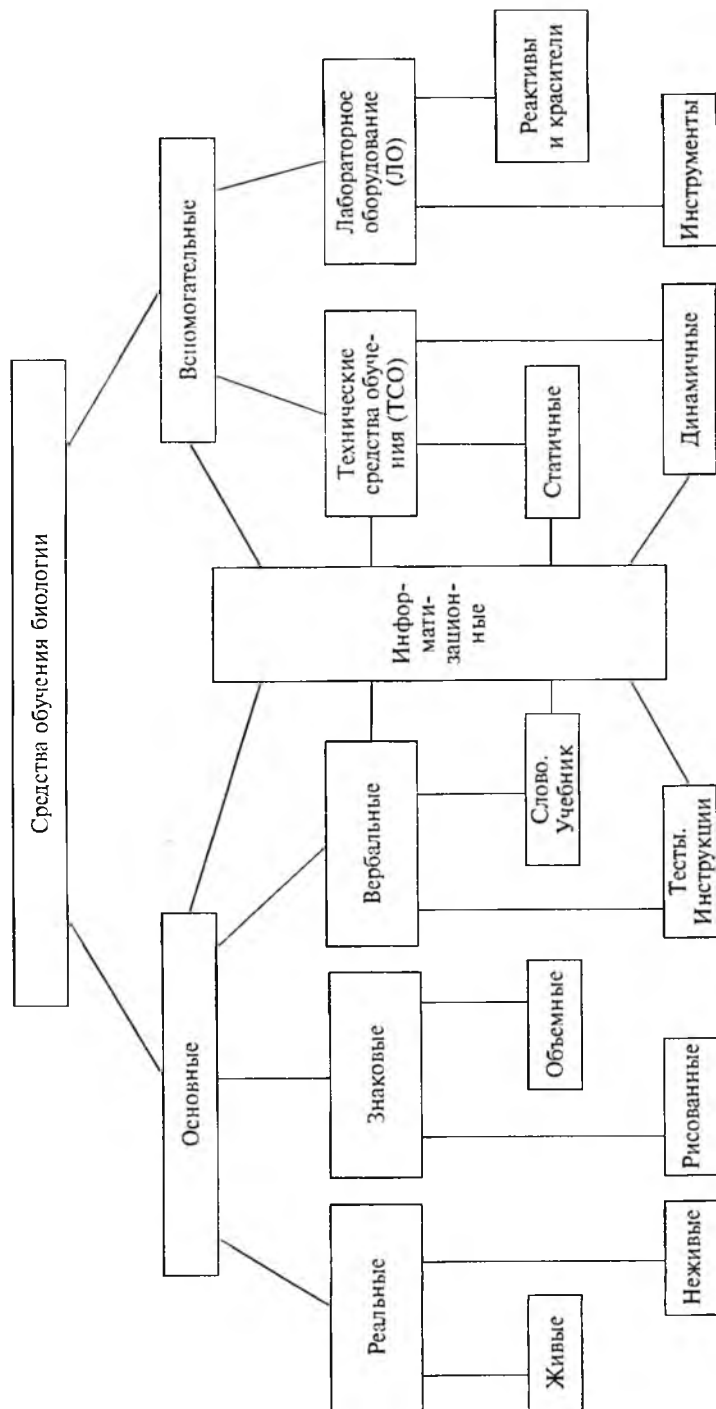 Средства обучения биологии
Основные
Вспомогательные
Реальные
Знаковые
Вербальные
Инфор-
мати-
зацион-
ные
Технические
средства обуче-
ния (ТСО)
Лабораторное
оборудование
(ЛО)
Живые
Объемные
Слово.
Учебник
Статичные
Реактивы
и красители
Неживые
Рисованные
Тесты.
Инструкции
Динамичные
Инструменты